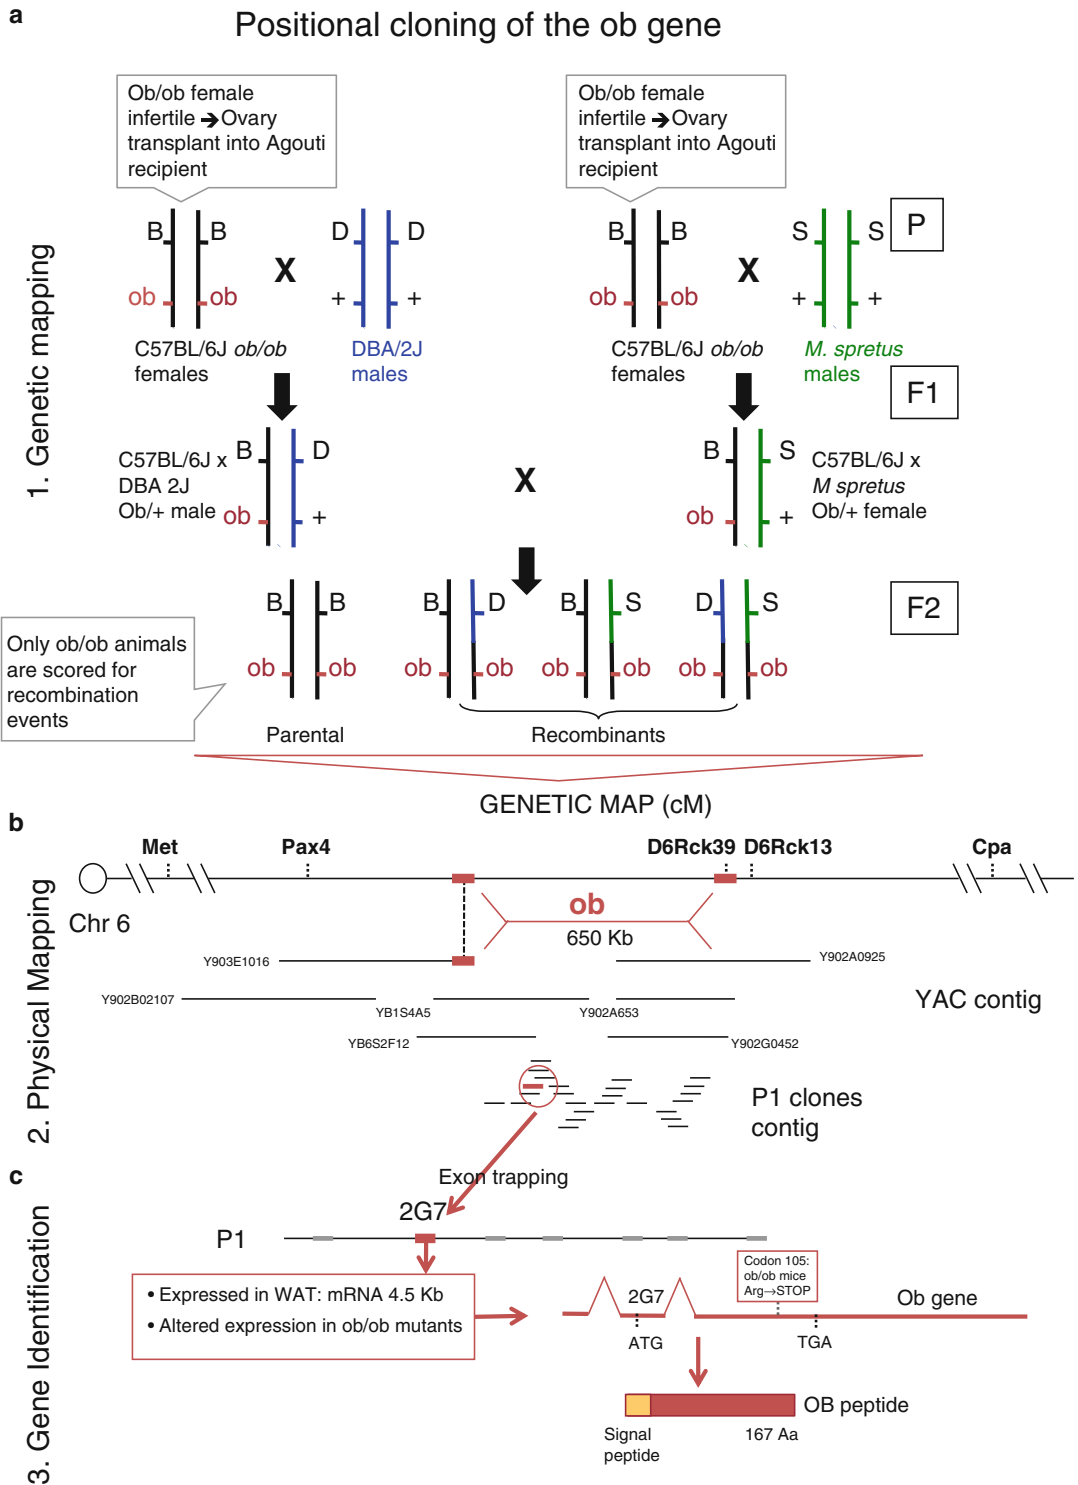 a
Positional cloning of the ob gene
1. Genetic mapping
Ob/ob female
infertile ➔Ovary
transplant into Agouti
recipient
Ob/ob female
infertile ➔Ovary
transplant into Agouti
recipient
B B D D B B S S P
X X
ob ob + + ob ob + +
C57BL/6J ob/ob
females
DBA/2J
males
C57BL/6J ob/ob
females
M. spretus
males
F1
C57BL/6J x
DBA 2J
Ob/+ male
B D
ob +
X
B S
ob +
C57BL/6J x
M spretus
Ob/+ female
F2
B B B D B S D S
ob ob ob ob ob ob ob ob
Only ob/ob animals
are scored for
recombination
events
Parental
Recombinants
GENETIC MAP (cM)
b
2. Physical Mapping
Met Pax4 D6Rck39 D6Rck13 Cpa
Chr 6
ob
650 Kb
Y903E1016
Y902A0925
Y902B02107
YB1S4A5
Y902A653
YAC contig
YB6S2F12
Y902G0452
P1 clones
contig
c
3. Gene Identification
Exon trapping
2G7
P1
• Expressed in WAT: mRNA 4.5 Kb
• Altered expression in ob/ob mutants
Codon 105:
ob/ob mice
Arg→STOP
2G7
Ob gene
ATG
TGA
OB peptide
Signal
peptide
167 Aa